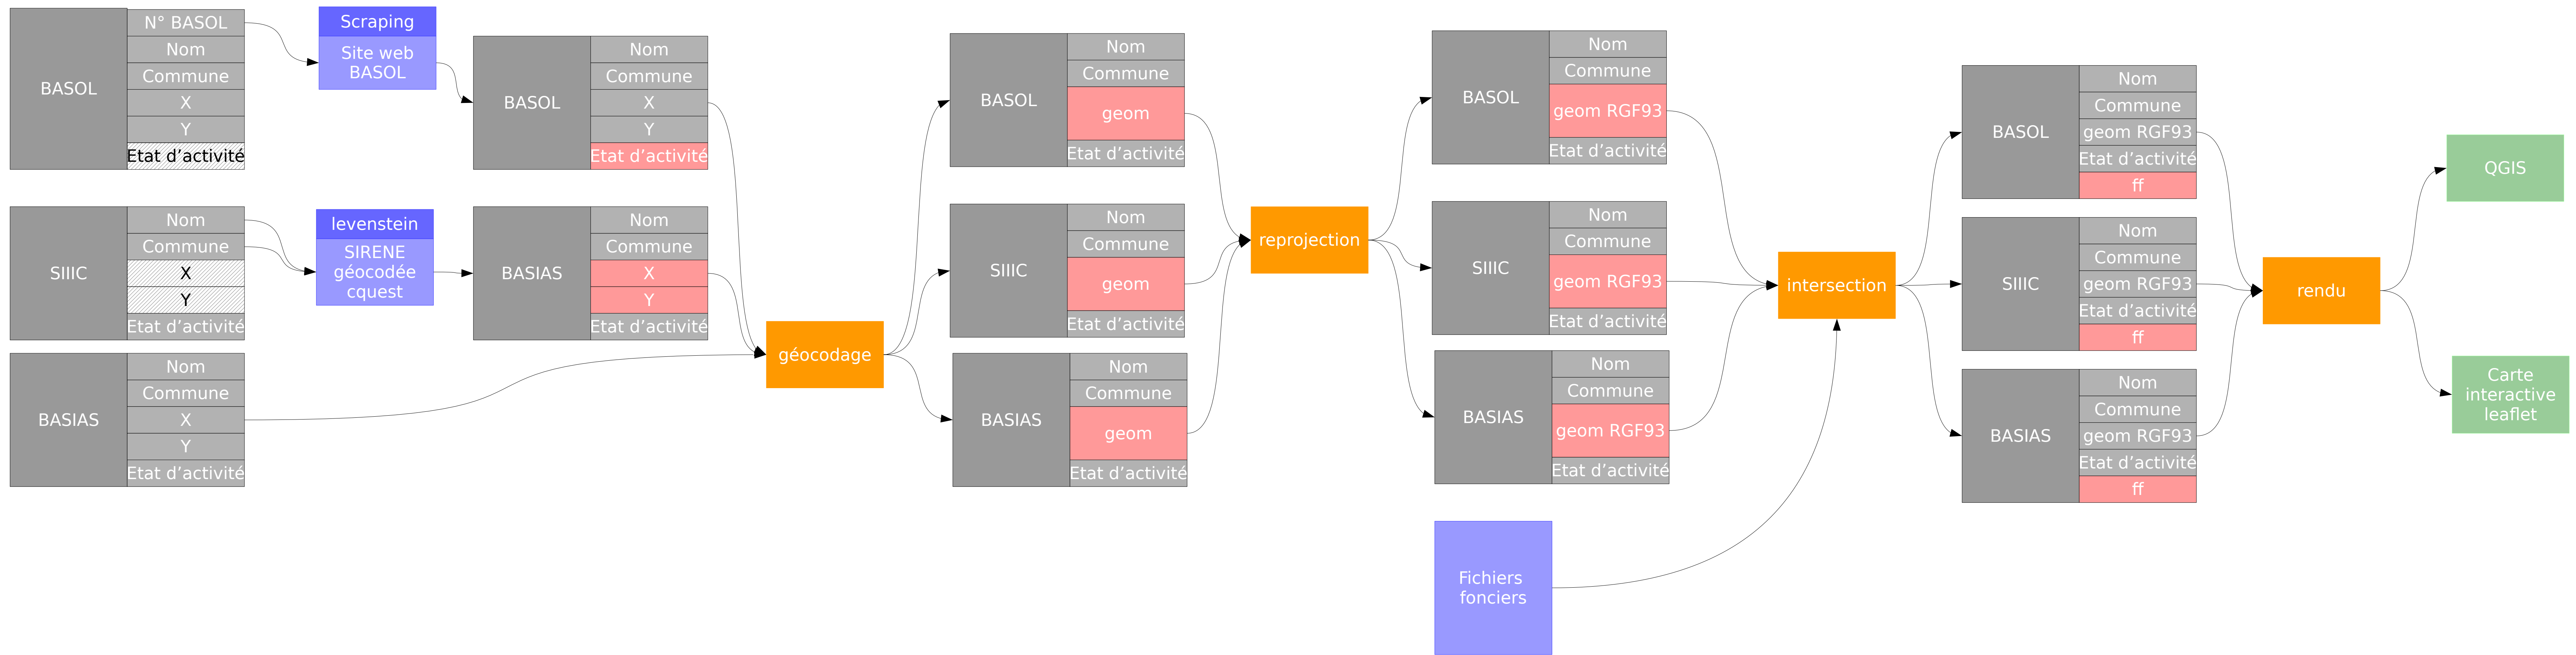 BASOL
N° BASOL
Nom
Commune
X
Y
Etat d’activité
Scraping
Site web
BASOL
BASOL
Nom
Commune
X
Y
Etat d’activité
SIIIC
Nom
Commune
X
Y
Etat d’activité
levenstein
SIRENE
géocodée
cquest
BASIAS
Nom
Commune
X
Y
Etat d’activité
BASIAS
Nom
Commune
X
Y
Etat d’activité
géocodage
BASOL
Nom
Commune
geom
Etat d’activité
SIIIC
Nom
Commune
geom
Etat d’activité
BASIAS
Nom
Commune
geom
Etat d’activité
reprojection
BASOL
Nom
Commune
geom RGF93
Etat d’activité
SIIIC
Nom
Commune
geom RGF93
Etat d’activité
BASIAS
Nom
Commune
geom RGF93
Etat d’activité
Fichiers
fonciers
intersection
BASOL
Nom
Commune
geom RGF93
Etat d’activité
ff
SIIIC
Nom
Commune
geom RGF93
Etat d’activité
ff
BASIAS
Nom
Commune
geom RGF93
Etat d’activité
ff
rendu
QGIS
Carte
interactive
leaflet